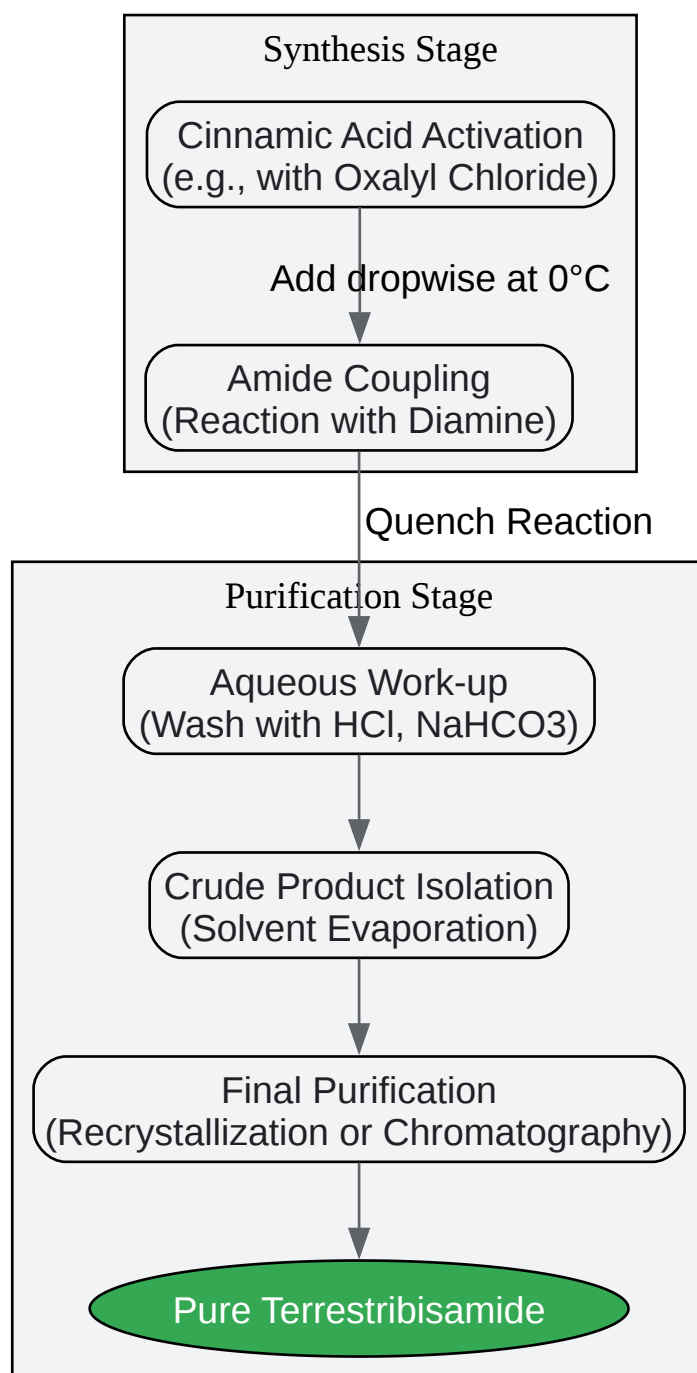 Synthesis Stage
Cinnamic Acid Activation
(e.g., with Oxalyl Chloride)
Add dropwise at 0°C
Amide Coupling
(Reaction with Diamine)
Quench Reaction
Purification Stage
Aqueous Work-up
(Wash with HCl, NaHCO3)
Crude Product Isolation
(Solvent Evaporation)
Final Purification
(Recrystallization or Chromatography)
Pure Terrestribisamide